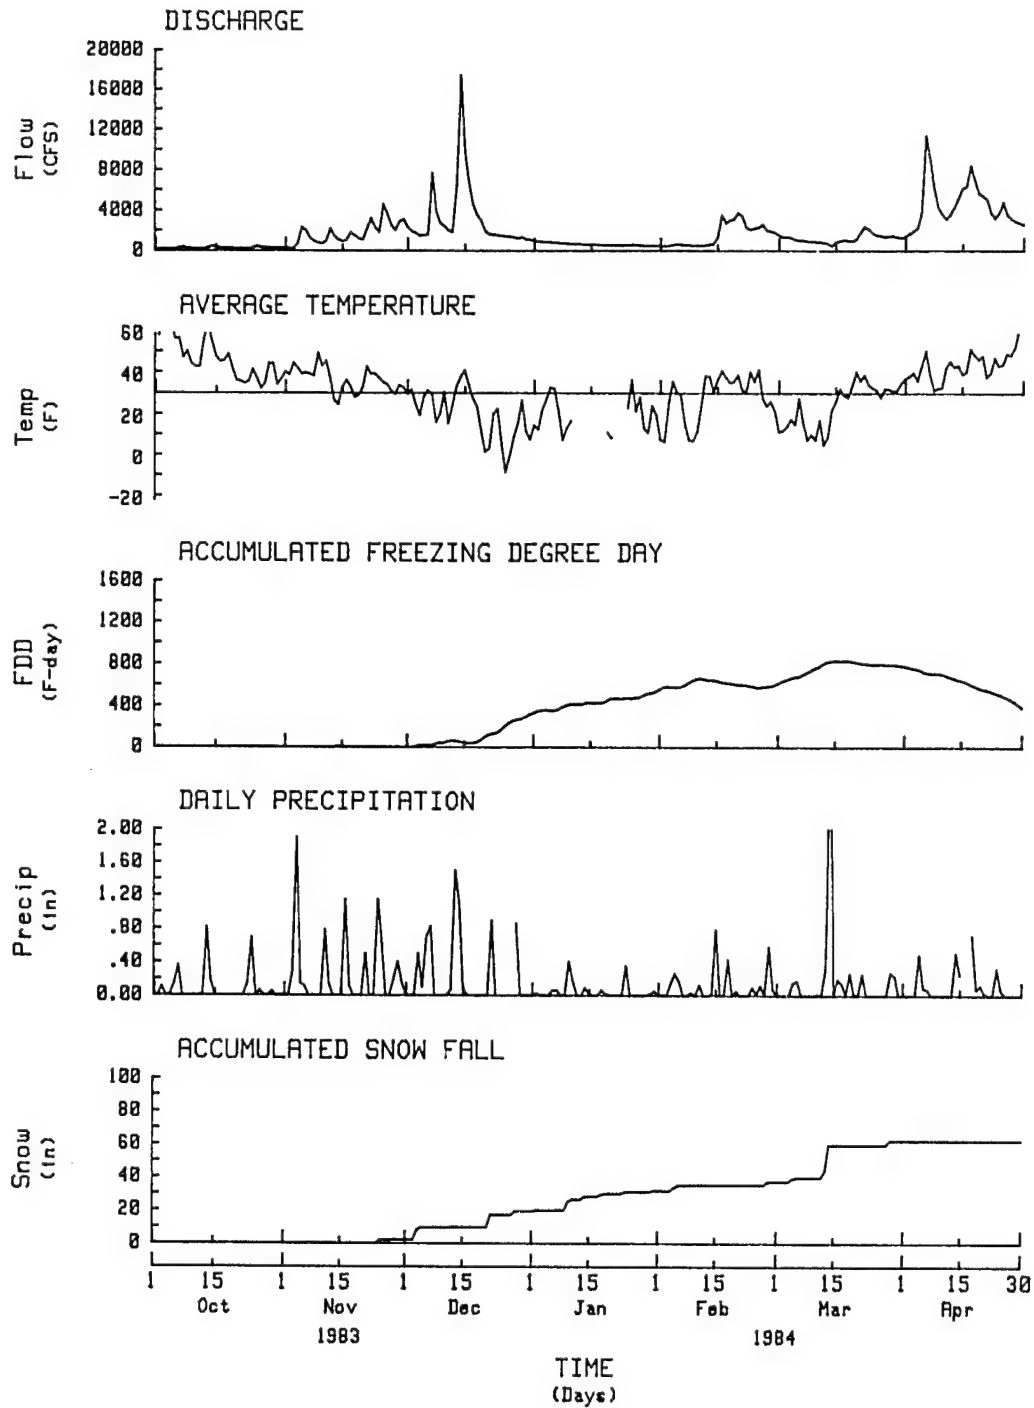 DISCHARGE
20000
16000
12000
8000
4000
0
Flow
(CFS)
AVERAGE TEMPERATURE
60
40
20
0
-20
Temp
(F)
ACCUMULATED FREEZING DEGREE DAY
1600
1200
800
400
0
FDD
(F-day)
DAILY PRECIPITATION
2.00
1.60
1.20
.80
.40
0.00
Precip
(in)
ACCUMULATED SNOW FALL
100
80
60
40
20
0
Snow
(in)
1 15 1 15 1 15 1 15 1 15 1 15 1 15 30
Oct Nov Dec Jan Feb Mar Apr
1983 1984
TIME
(Days)